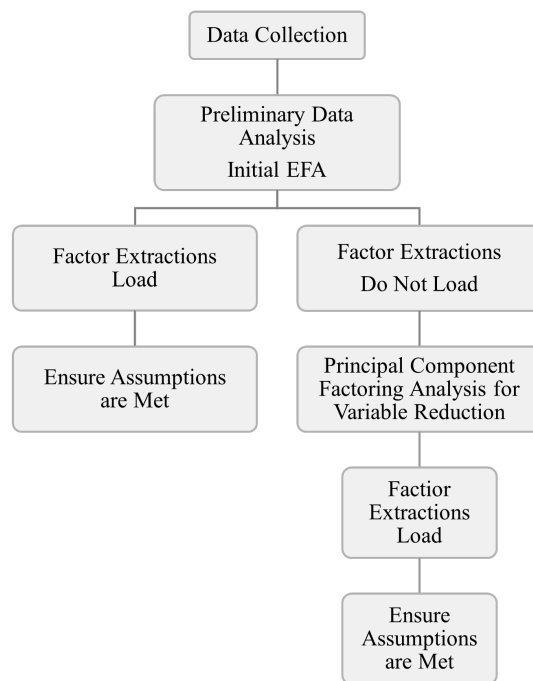 Data Collection
Preliminary Data
Analysis
Initial EFA
Factor Extractions
Load
Factor Extractions
Do Not Load
Ensure Assumptions
are Met
Principal Component
Factoring Analysis for
Variable Reduction
Factior
Extractions
Load
Ensure
Assumptions
are Met